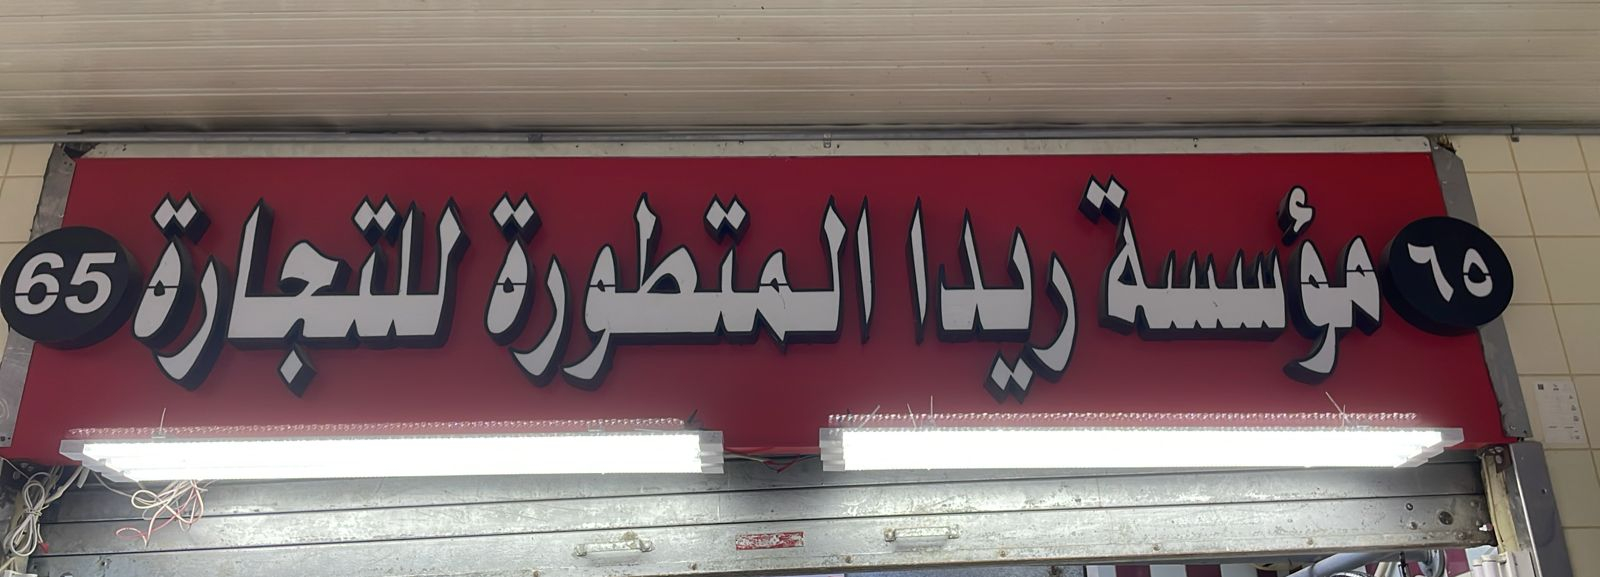 ٦٥ مؤسسة ريدا المتطورة للتجارة 65